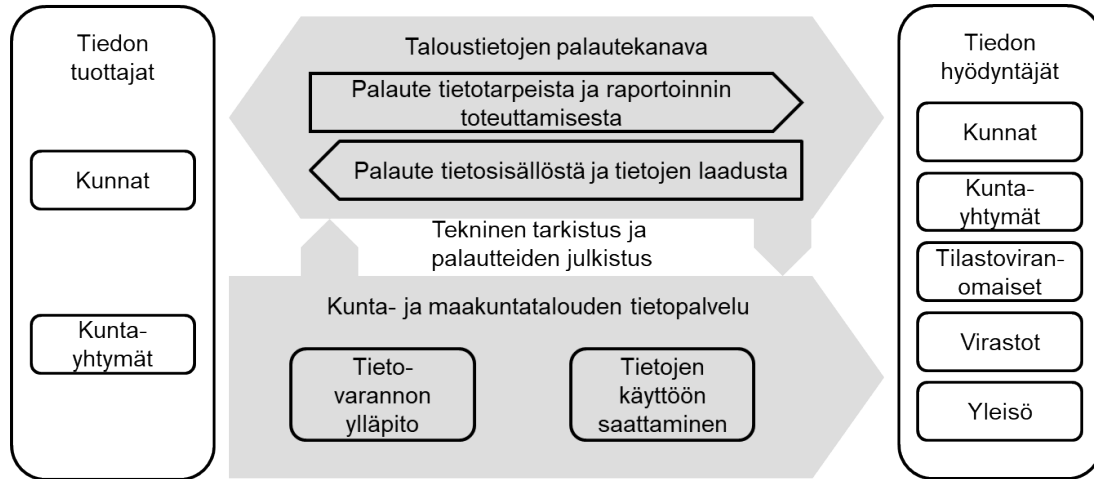 Tiedon
tuottajat
Kunnat
Kunta-
yhtymät
Taloustietojen palautekanava
Palaute tietotarpeista ja raportoinnin
toteuttamisesta
Palaute tietosisällöstä ja tietojen laadusta
Tekninen tarkistus ja
palautteiden julkistus
Kunta- ja maakuntatalouden tietopalvelu
Tieto-
varannon
ylläpito
Tietojen
käyttöön
saattaminen
Tiedon
hyödyntäjät
Kunnat
Kunta-
yhtymät
Tilastoviran-
omaiset
Virastot
Yleisö